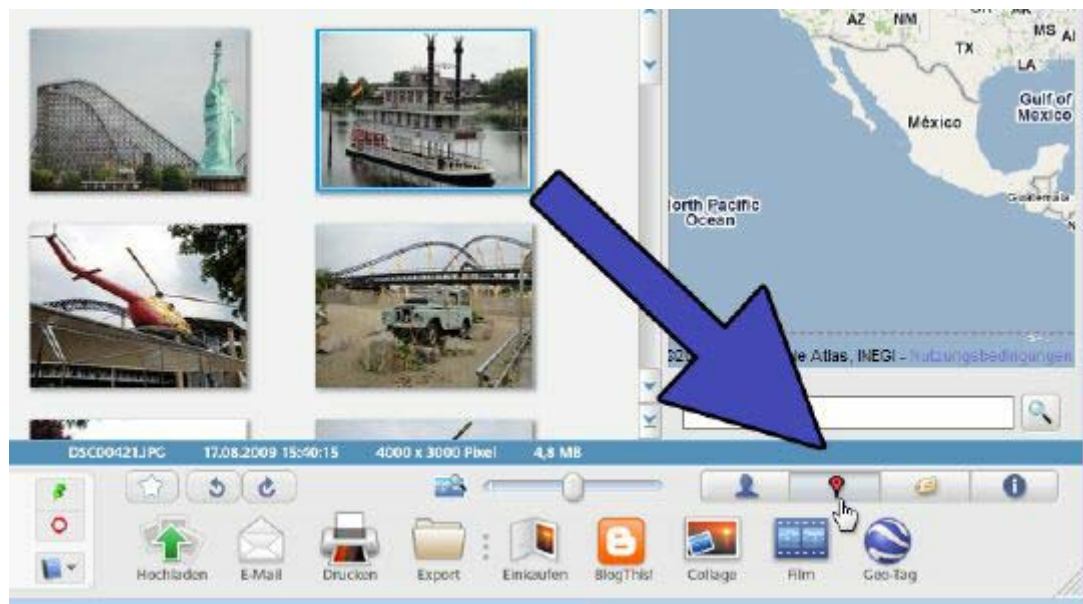 AZ NM
TX
MS
LA
Gulf of
Mexico
México
Guatemala
North Pacific
Ocean
Atlas, INEGI - Nutzungsbedingungen
DSC00421.JPG 17.08.2009 15:40:15 4000 x 3000 Pixel 4,8 MB
Hochladen E-Mail Drucken Export Einkaufen BlogThis! Collage Film Geo-Tag